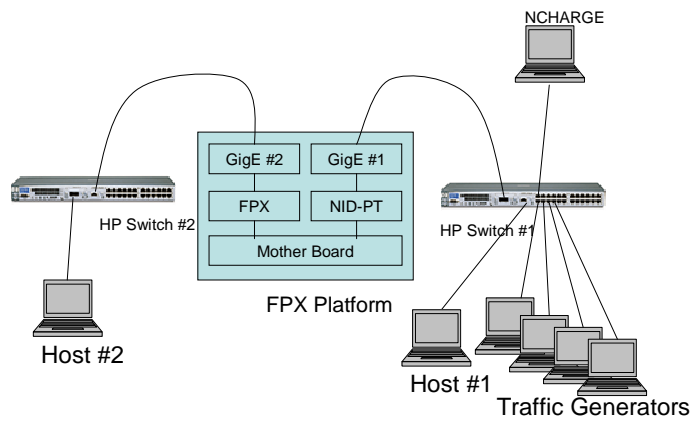 NCHARGE
GigE #2
GigE #1
FPX
NID-PT
HP Switch #2
HP Switch #1
Mother Board
FPX Platform
Host #2
Host #1
Traffic Generators